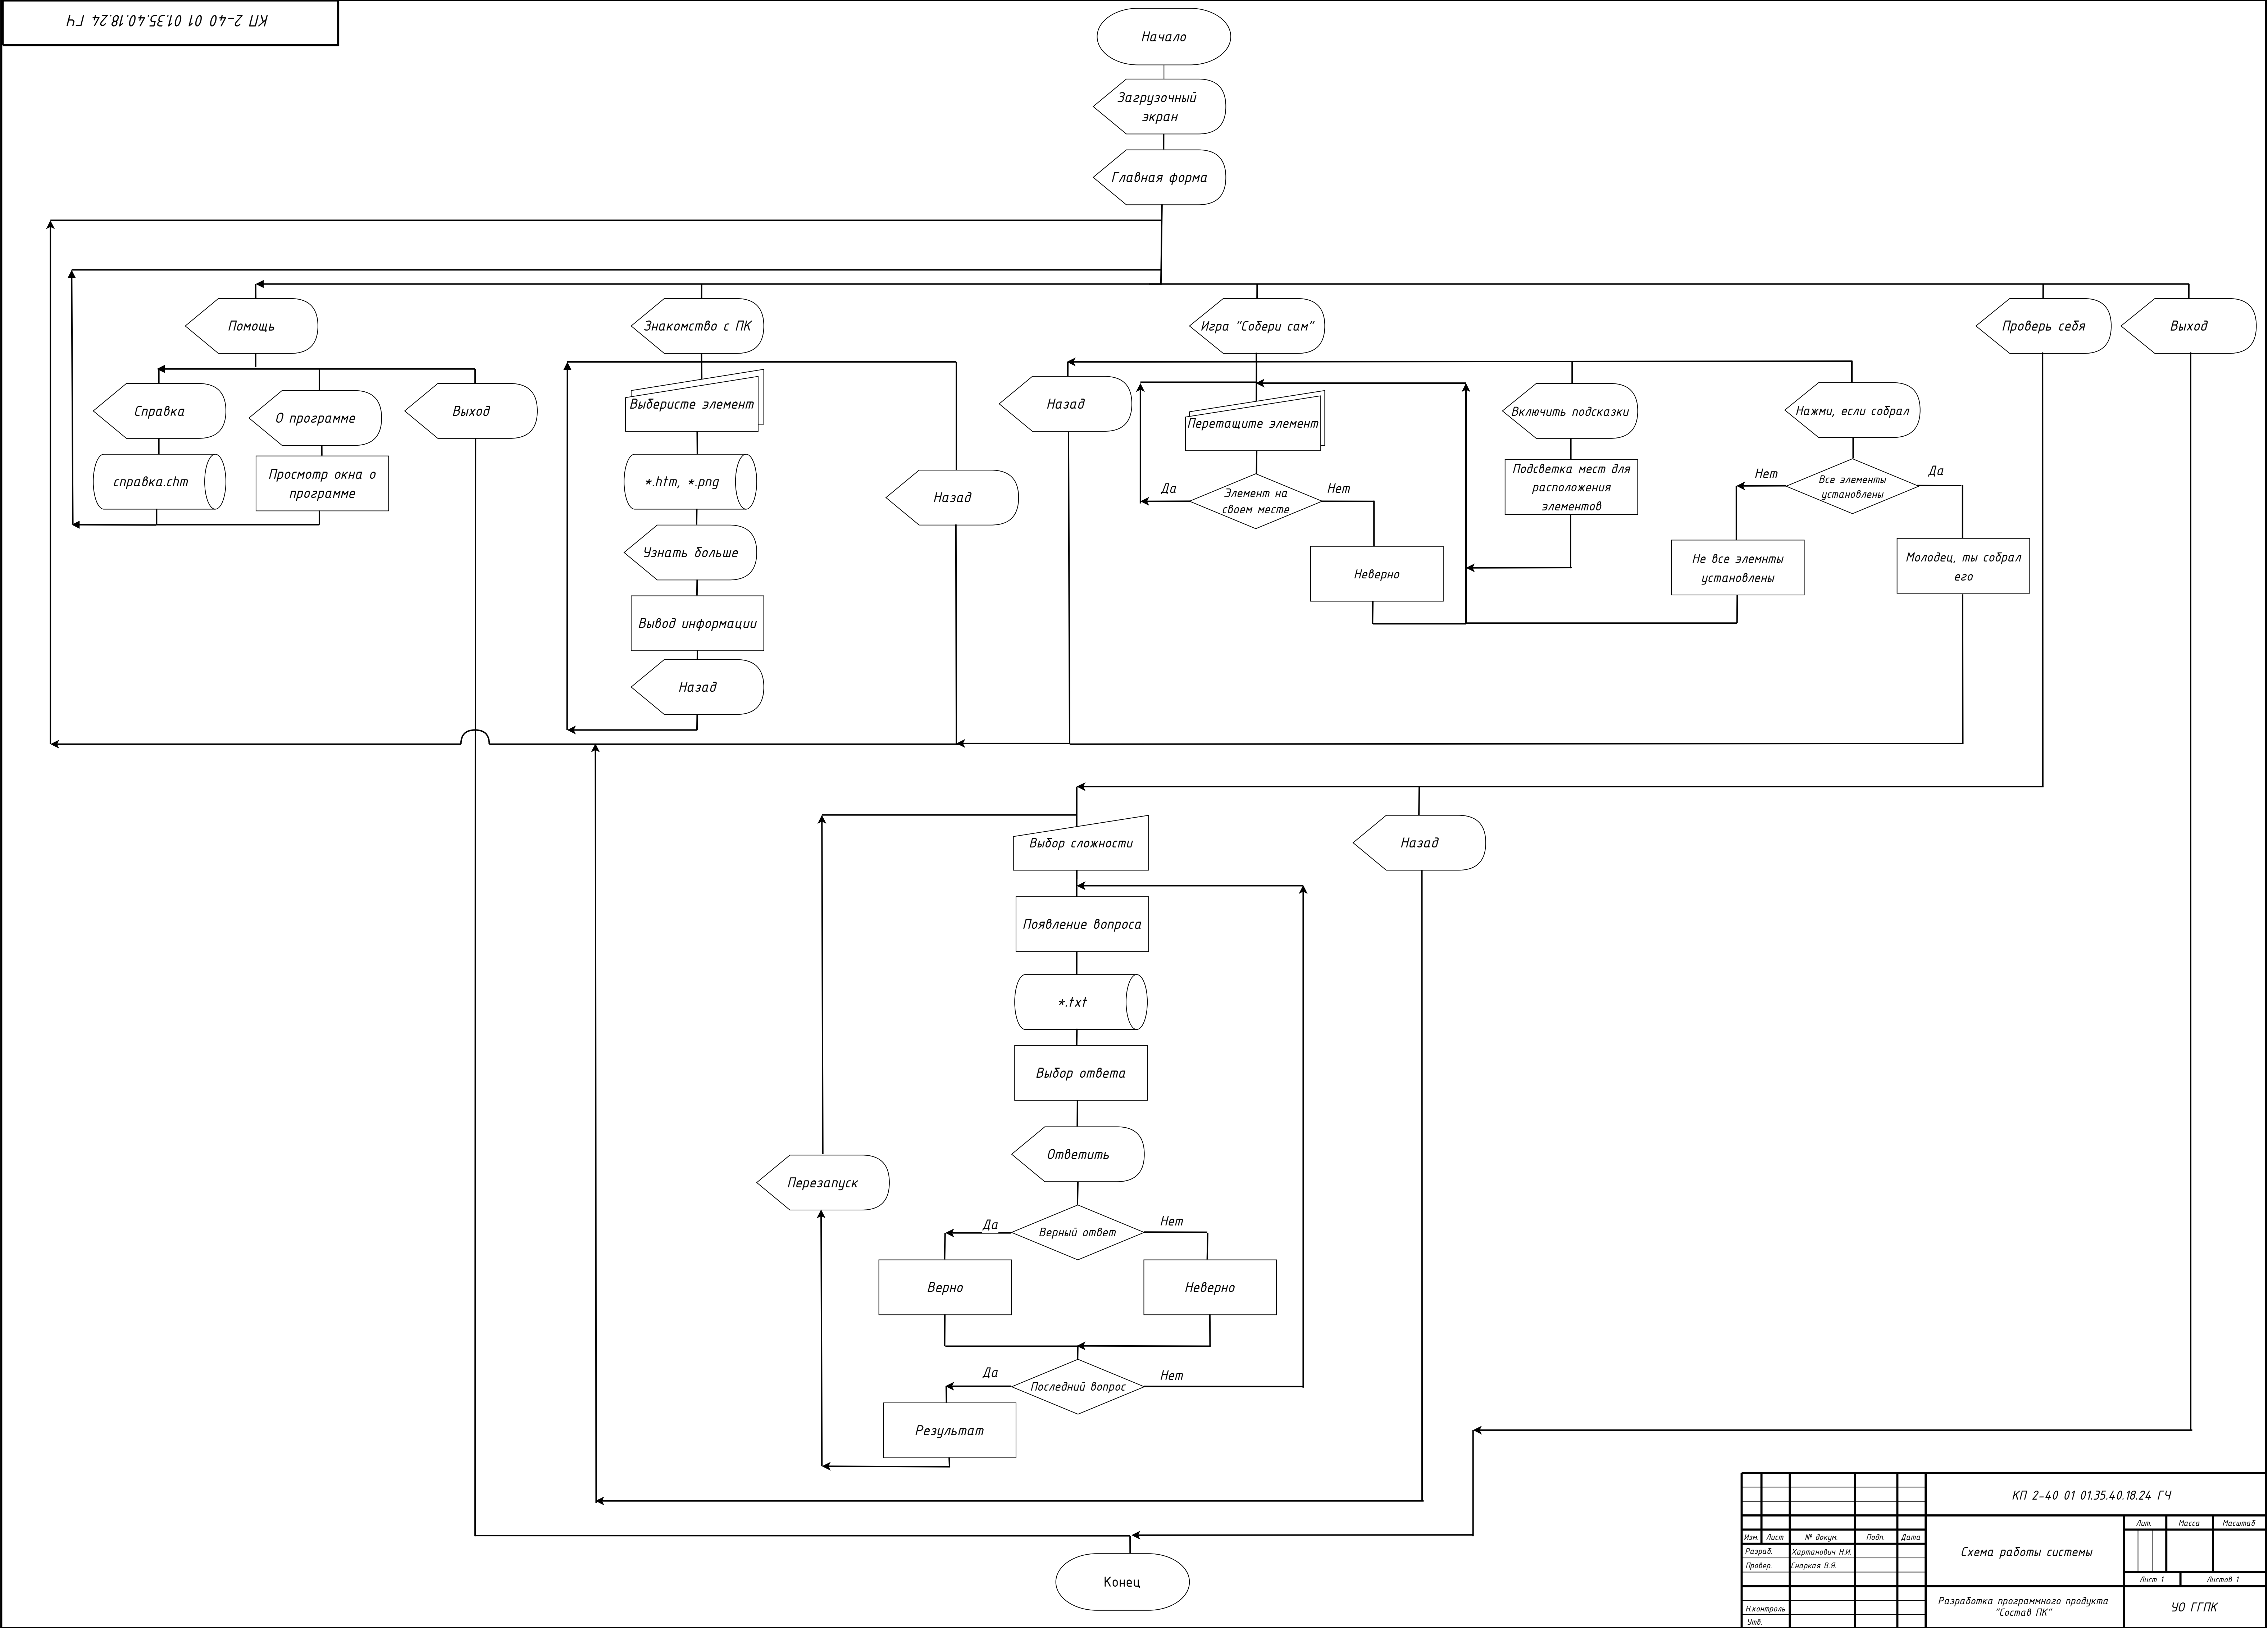 КП 2-40 01 01.35.40.18.24 ГЧ
Начало
Загрузочный
экран
Главная форма
Помощь
Знакомство с ПК
Игра "Собери сам"
Проверь себя
Выход
Справка
О программе
Выход
Выберисте элемент
Назад
Перетащите элемент
Включить подсказки
Нажми, если собрал
справка.chm
Просмотр окна о
программе
*.htm, *.png
Назад
Да
Элемент на
своем месте
Нет
Подсветка мест для
расположения
элементов
Нет
Все элементы
установлены
Да
Узнать больше
Неверно
Не все элемнты
установлены
Молодец, ты собрал
его
Вывод информации
Назад
Выбор сложности
Назад
Появление вопроса
*.txt
Выбор ответа
Ответить
Перезапуск
Да
Верный ответ
Нет
Верно
Неверно
Да
Последний вопрос
Нет
Результат
Конец
КП 2-40 01 01.35.40.18.24 ГЧ
Изм. Лист № докум. Подп. Дата
Разраб. Хартанович Н.И.
Провер. Снаркая В.Я.
Н.контроль
Утв.
Схема работы системы
Лит. Масса Масштаб
Лист 1 Листов 1
Разработка программного продукта
"Состав ПК"
УО ГГПК